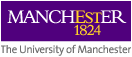 MANCHESTER
1824
The University of Manchester